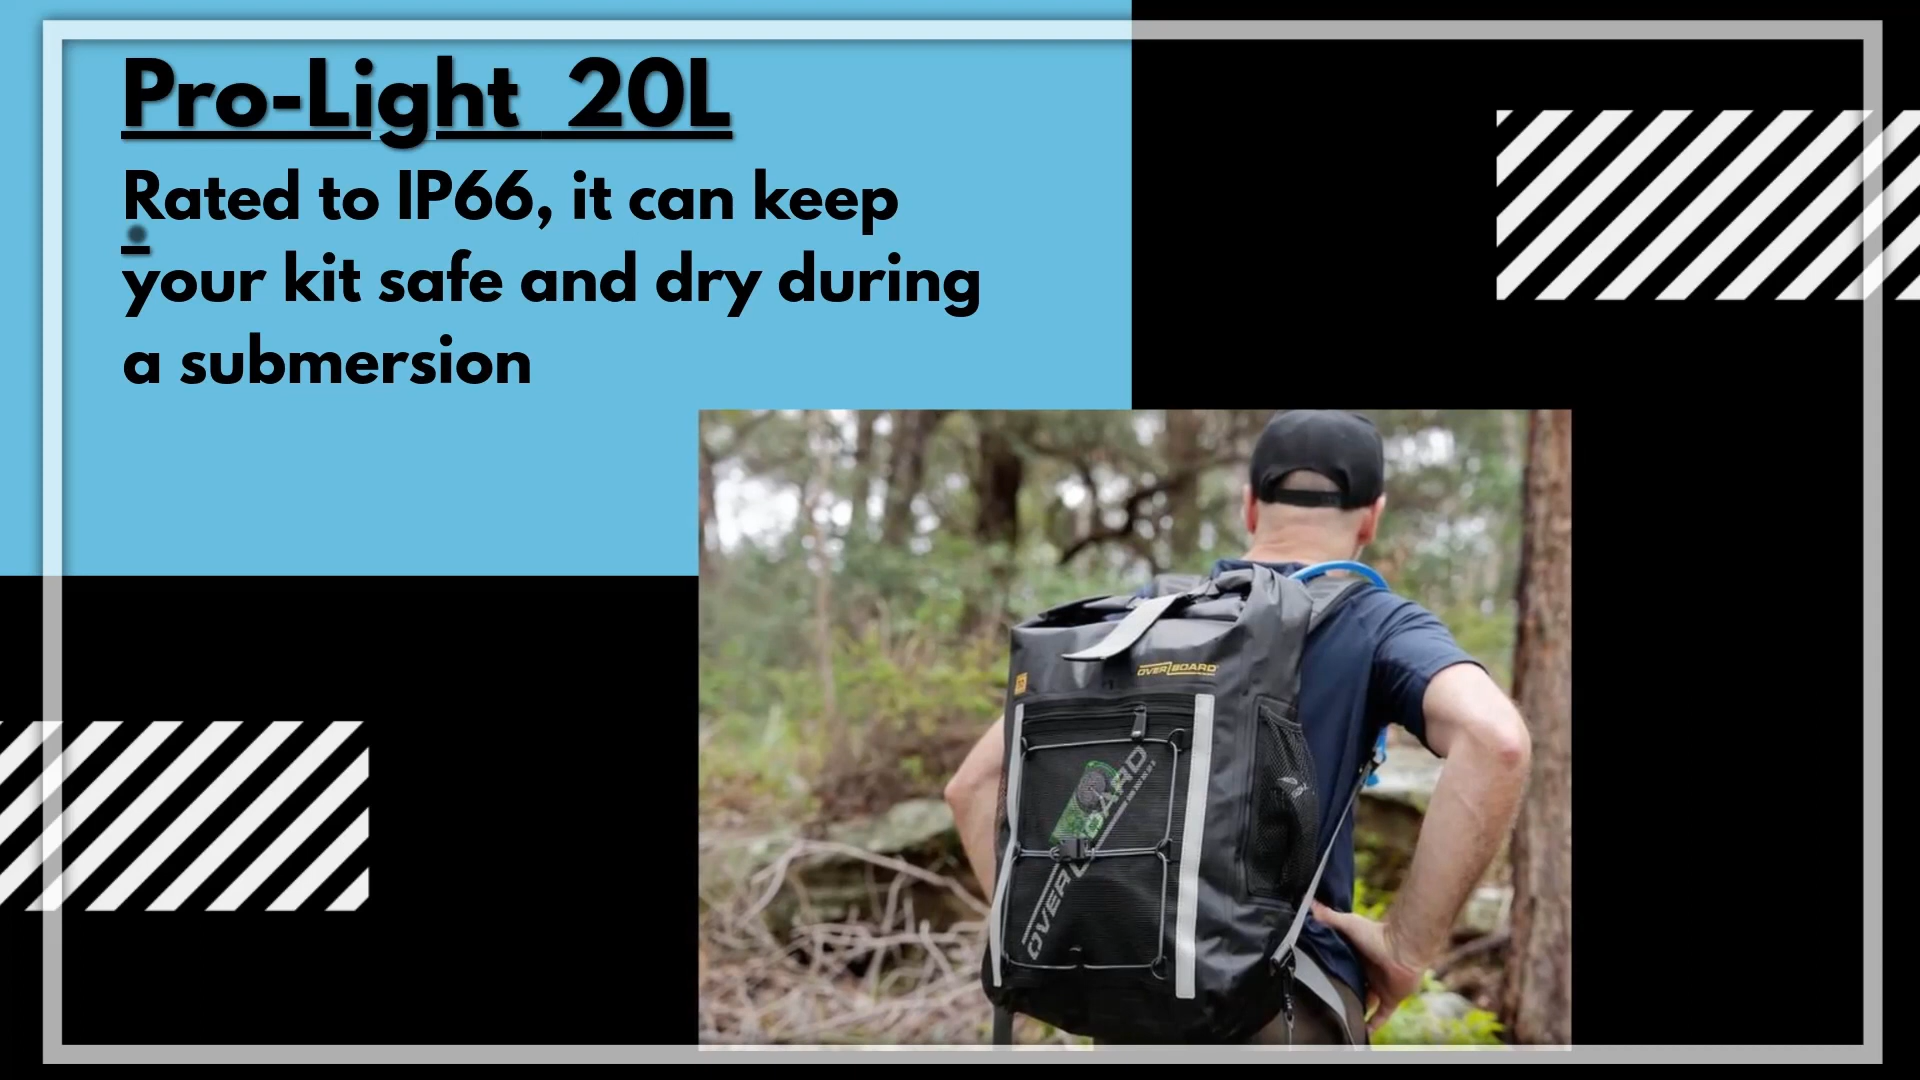 Pro-Light 20L
Rated to IP66, it can keep
your kit safe and dry during
a submersion
OVERBOARD
OVERBOARD